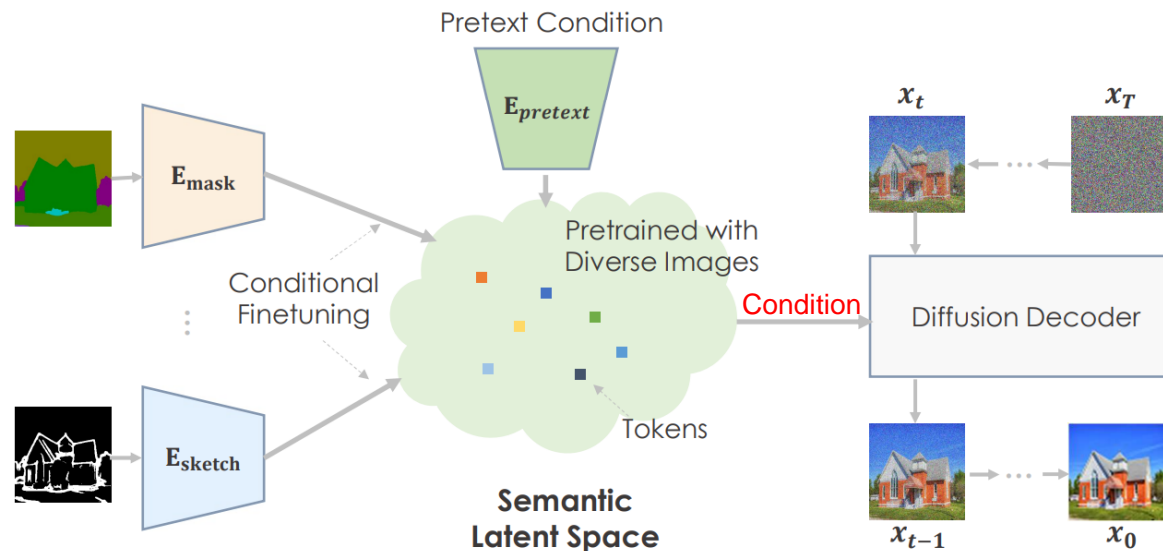 Pretext Condition
E_pretext
x_t
x_T
...
E_mask
Pretrained with
Diverse Images
Conditional
Finetuning
...
Condition
Diffusion Decoder
Tokens
E_sketch
...
Semantic
Latent Space
x_{t-1}
x_0